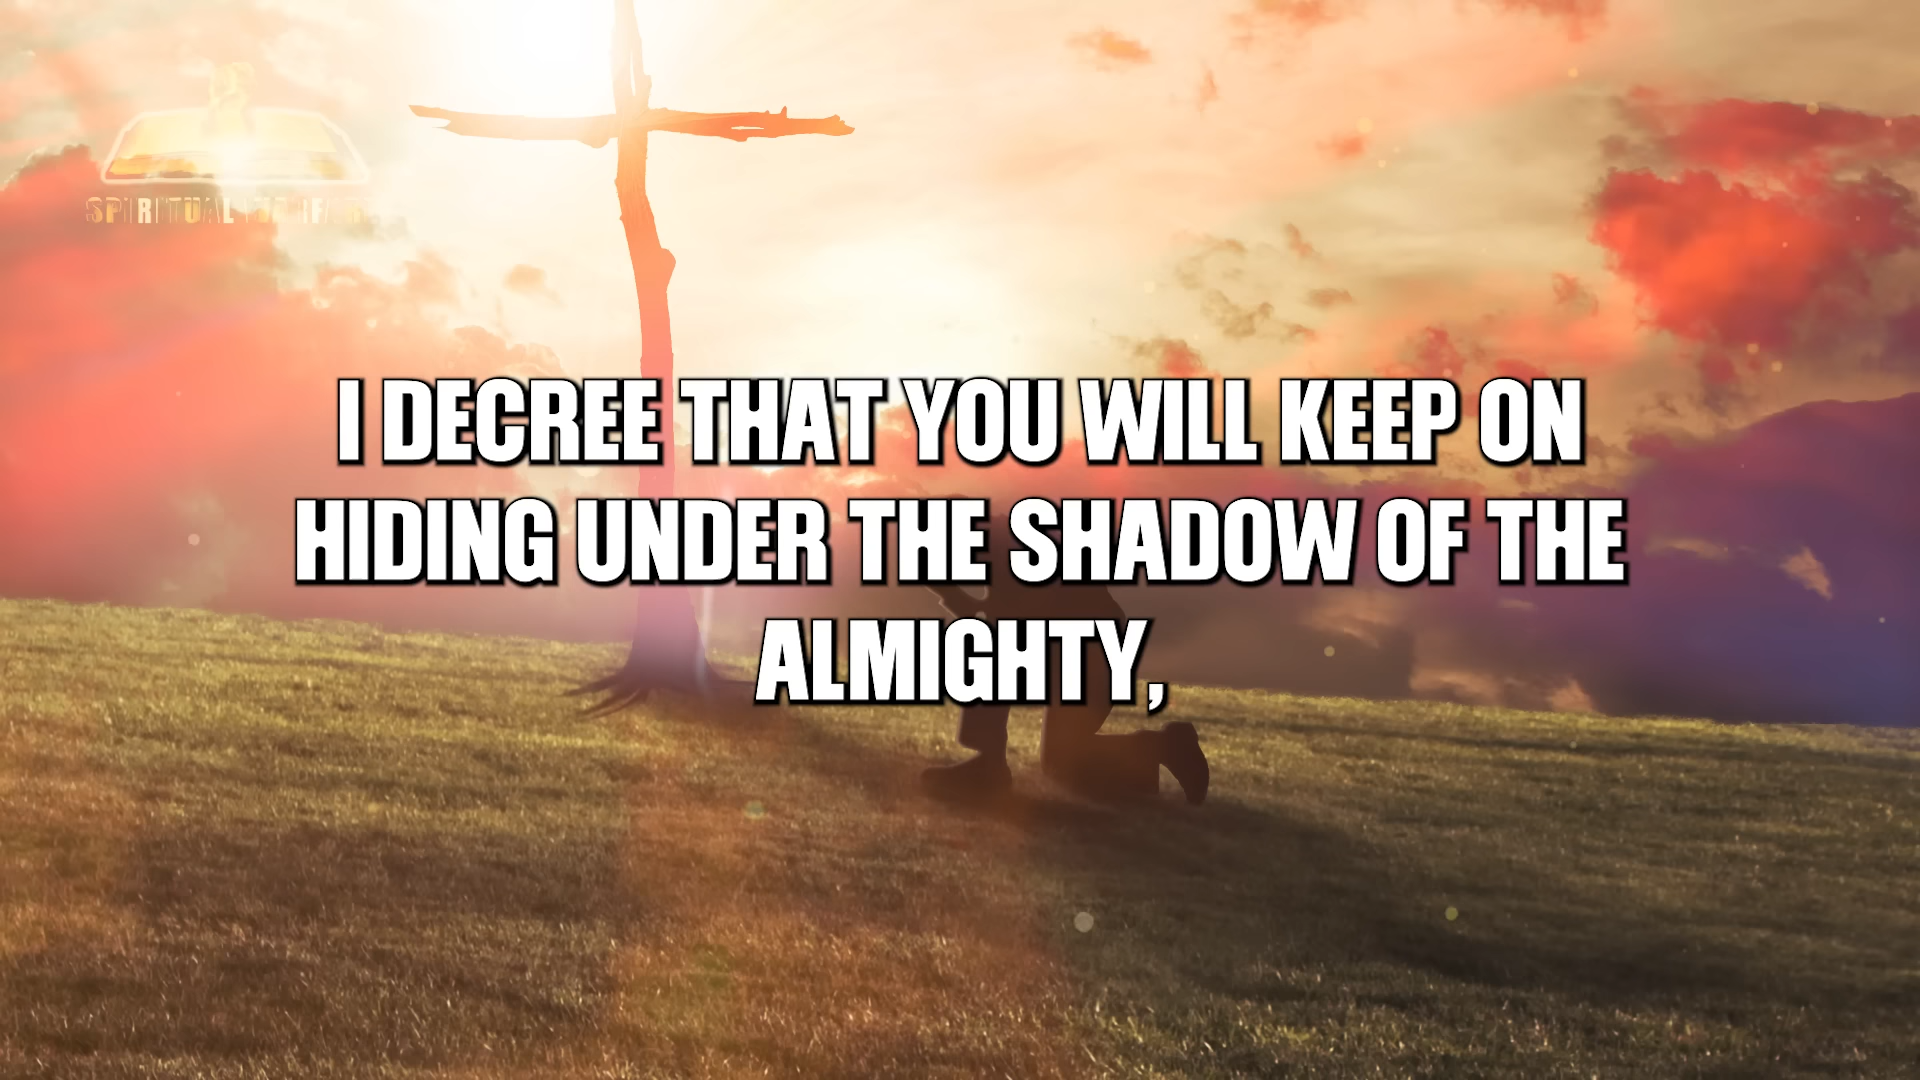 SPIRITUAL
I DECREE THAT YOU WILL KEEP ON
HIDING UNDER THE SHADOW OF THE
ALMIGHTY,